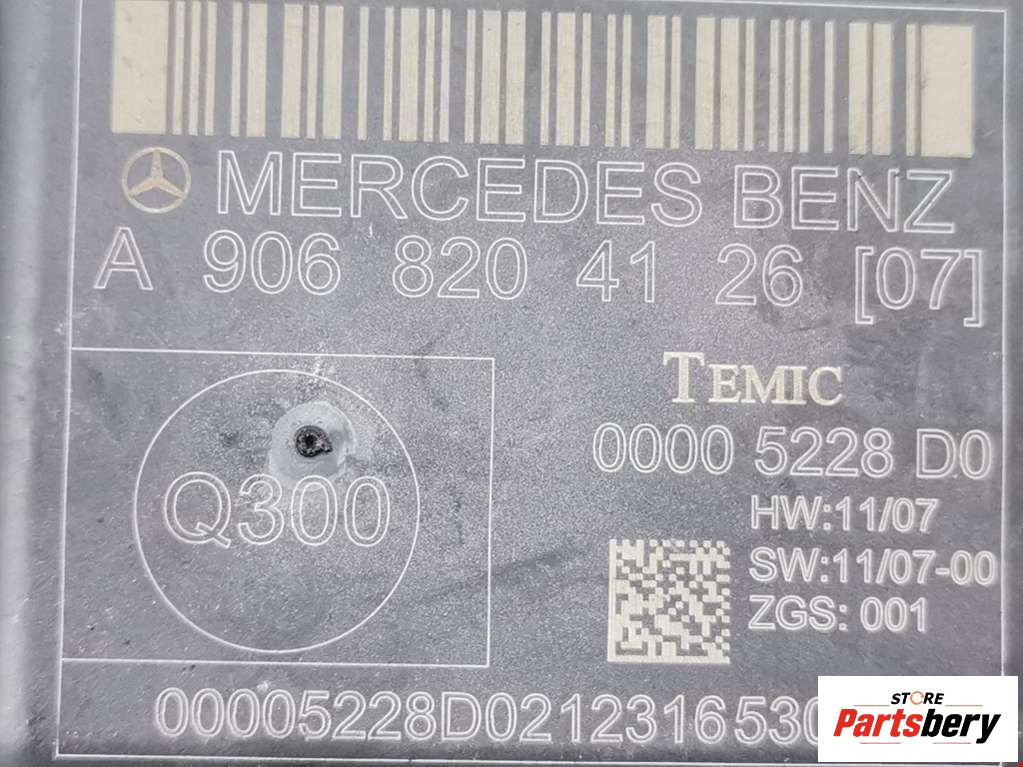 MERCEDES BENZ
A 906 820 41 26 [07]
TEMIC
0000 5228 D0
HW:11/07
SW:11/07-00
ZGS: 001
Q300
00005228D0212316530
STORE
Partsbery